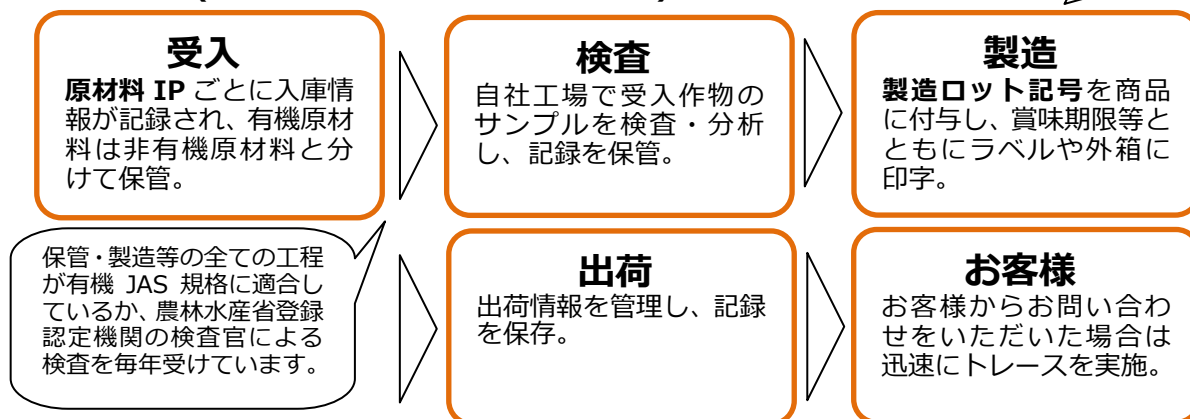 受入
原材料 IP ごとに入庫情
報が記録され、有機原材
料は非有機原材料と分
けて保管。
検査
自社工場で受入作物の
サンプルを検査・分析
し、記録を保管。
製造
製造ロット記号を商品
に付与し、賞味期限等と
ともにラベルや外箱に
印字。
保管・製造等の全ての工程
が有機 JAS 規格に適合し
ているか、農林水産省登録
認定機関の検査官による
検査を毎年受けています。
出荷
出荷情報を管理し、記録
を保存。
お客様
お客様からお問い合わ
せをいただいた場合は
迅速にトレースを実施。